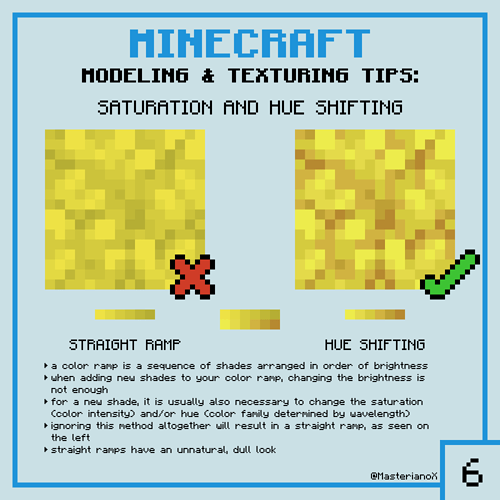 MINECRAFT
MODELING & TEXTURING TIPS:
SATURATION AND HUE SHIFTING
STRAIGHT RAMP
HUE SHIFTING
a color ramp is a sequence of shades arranged in order of brightness
when adding new shades to your color ramp, changing the brightness is
not enough
for a new shade, it is usually also necessary to change the saturation
(color intensity) and/or hue (color family determined by wavelength)
ignoring this method altogether will result in a straight ramp, as seen on
the left
straight ramps have an unnatural, dull look
@MasterianoX
6